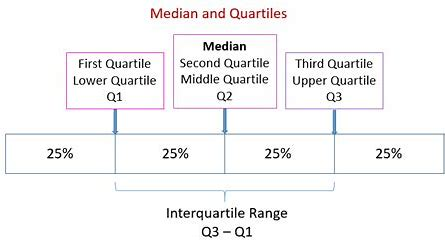 Median and Quartiles
First Quartile
Lower Quartile
Q1
Median
Second Quartile
Middle Quartile
Q2
Third Quartile
Upper Quartile
Q3
25%
25%
25%
25%
Interquartile Range
Q3 – Q1